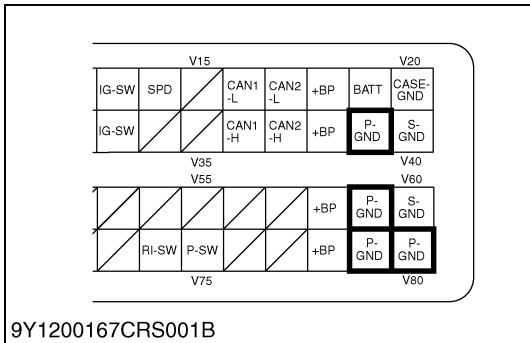 V15 V20
IG-SW SPD CAN1 -L CAN2 -L +BP BATT CASE- GND
IG-SW CAN1 -H CAN2 -H +BP P- GND S- GND
V35 V40
V55 V60
+BP P- GND S- GND
RI-SW P-SW +BP P- GND P- GND
V75 V80
9Y1200167CRS001B